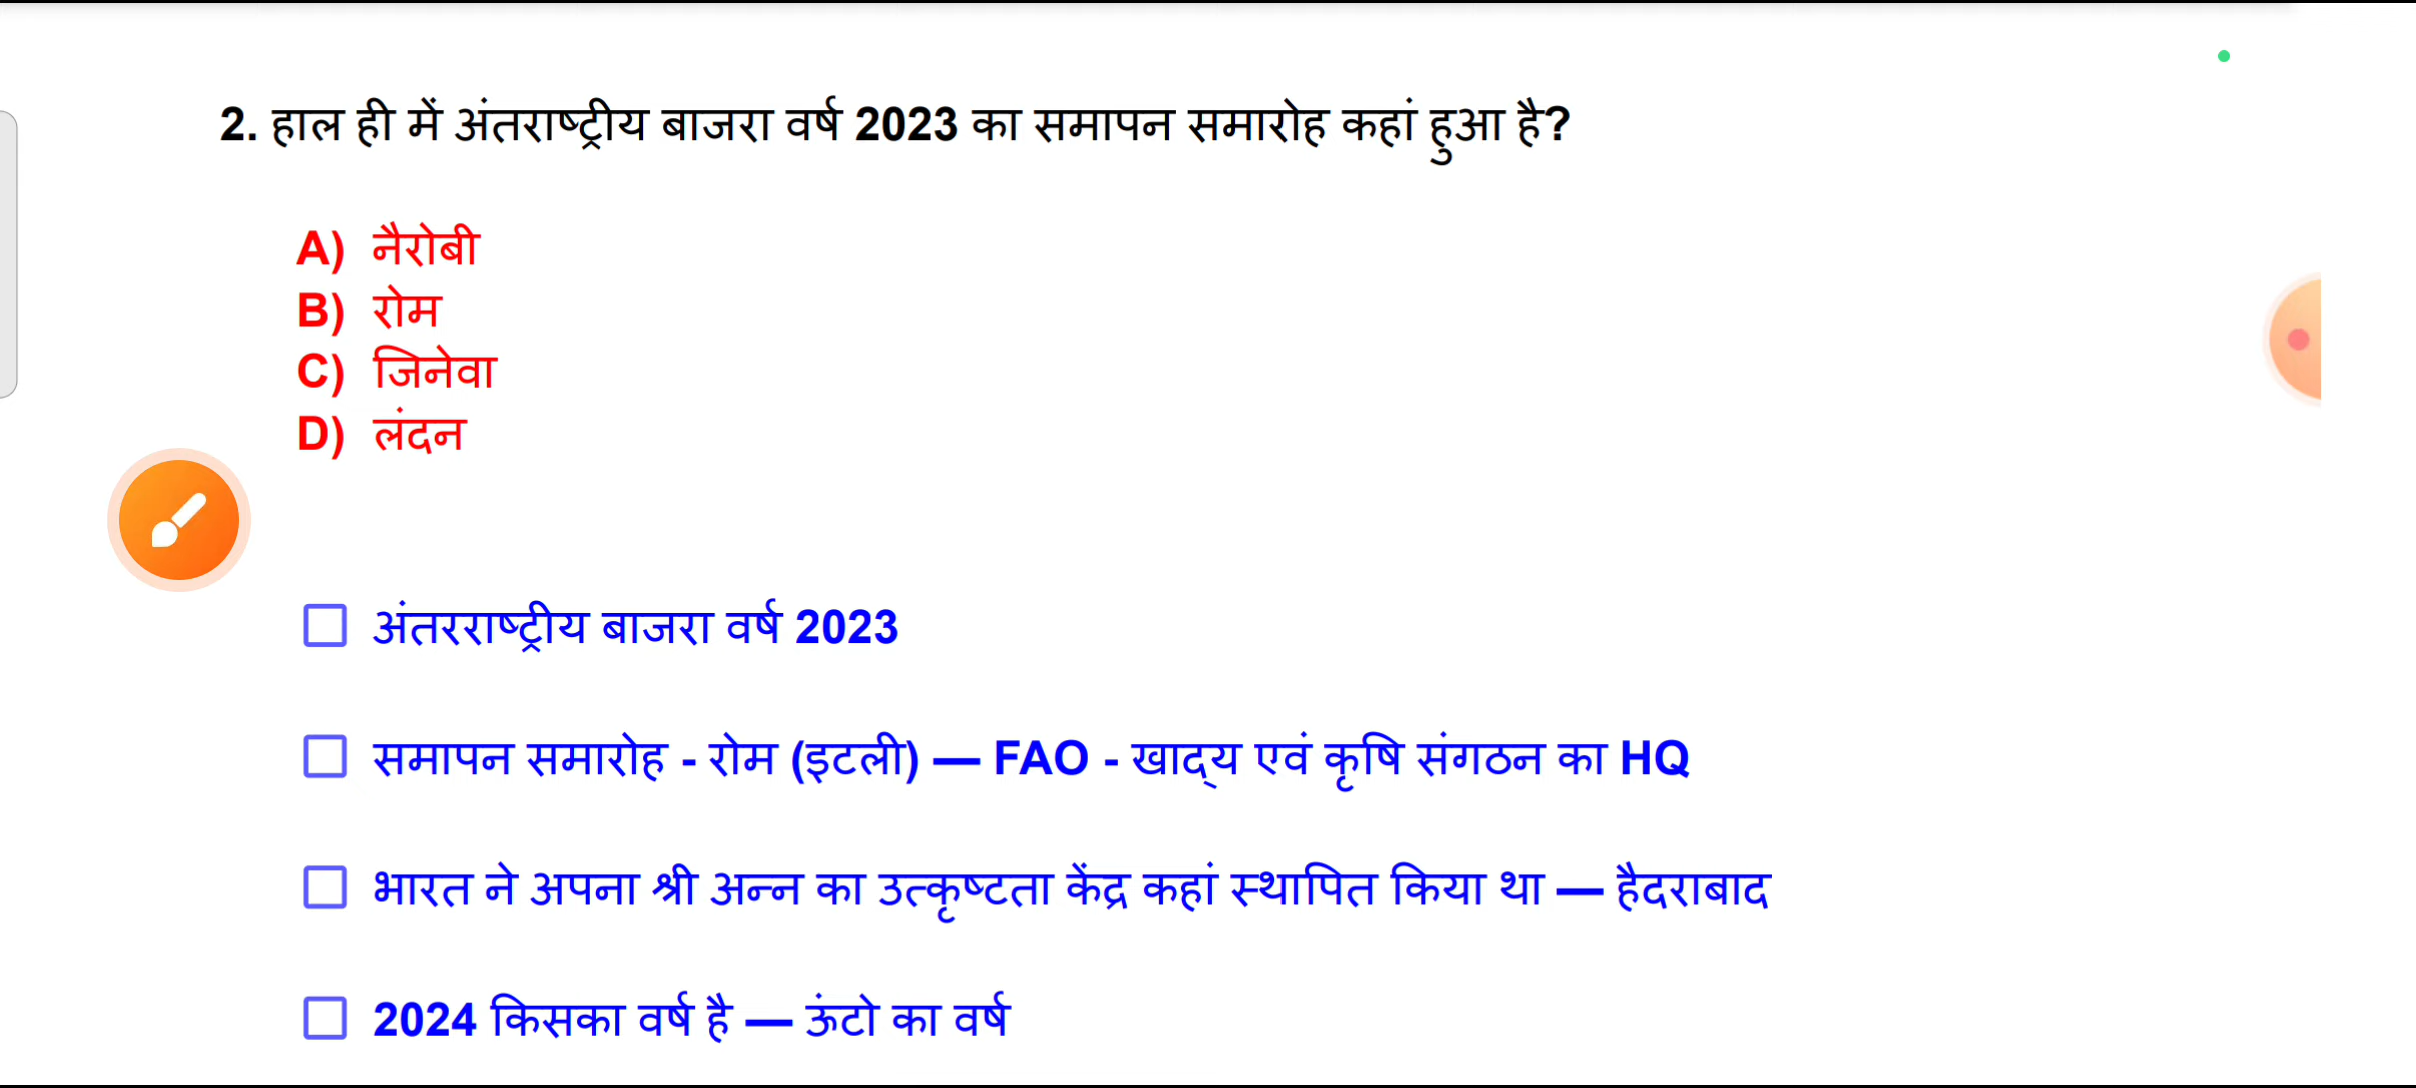 2. हाल ही में अंतराष्ट्रीय बाजरा वर्ष 2023 का समापन समारोह कहां हुआ है?
A) नैरोबी
B) रोम
C) जिनेवा
D) लंदन
अंतरराष्ट्रीय बाजरा वर्ष 2023
समापन समारोह - रोम (इटली) — FAO - खाद्य एवं कृषि संगठन का HQ
भारत ने अपना श्री अन्न का उत्कृष्टता केंद्र कहां स्थापित किया था — हैदराबाद
2024 किसका वर्ष है — ऊंटो का वर्ष